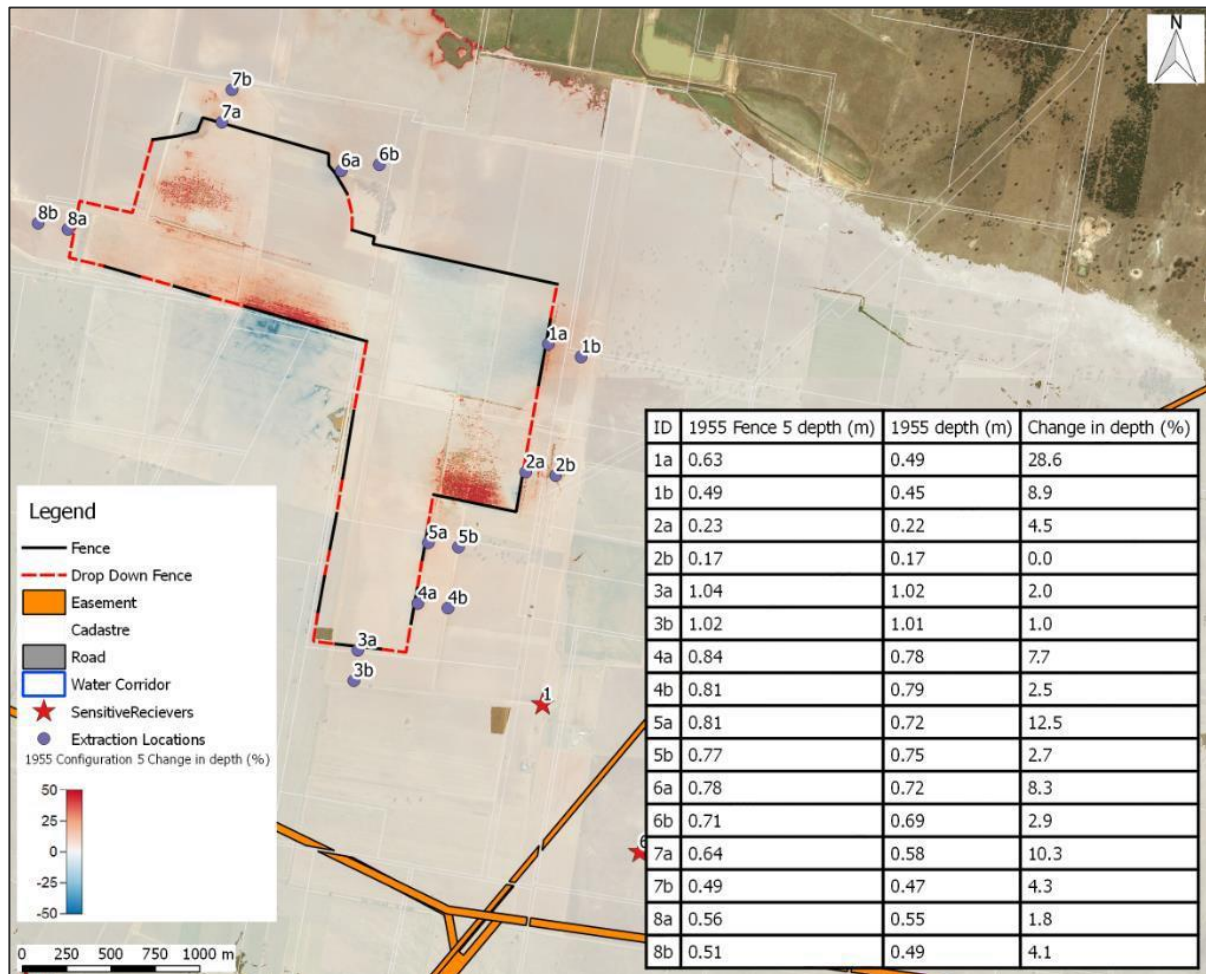 N
7b
7a
6a
6b
8b
8a
1a
1b
2a
2b
5a
5b
4a
4b
3a
3b
1
6
Legend
Fence
Drop Down Fence
Easement
Cadastre
Road
Water Corridor
SensitiveRecievers
Extraction Locations
1955 Configuration 5 Change in depth (%)
50
25
0
-25
-50
0 250 500 750 1000 m
ID 1955 Fence 5 depth (m) 1955 depth (m) Change in depth (%)
1a 0.63 0.49 28.6
1b 0.49 0.45 8.9
2a 0.23 0.22 4.5
2b 0.17 0.17 0.0
3a 1.04 1.02 2.0
3b 1.02 1.01 1.0
4a 0.84 0.78 7.7
4b 0.81 0.79 2.5
5a 0.81 0.72 12.5
5b 0.77 0.75 2.7
6a 0.78 0.72 8.3
6b 0.71 0.69 2.9
7a 0.64 0.58 10.3
7b 0.49 0.47 4.3
8a 0.56 0.55 1.8
8b 0.51 0.49 4.1